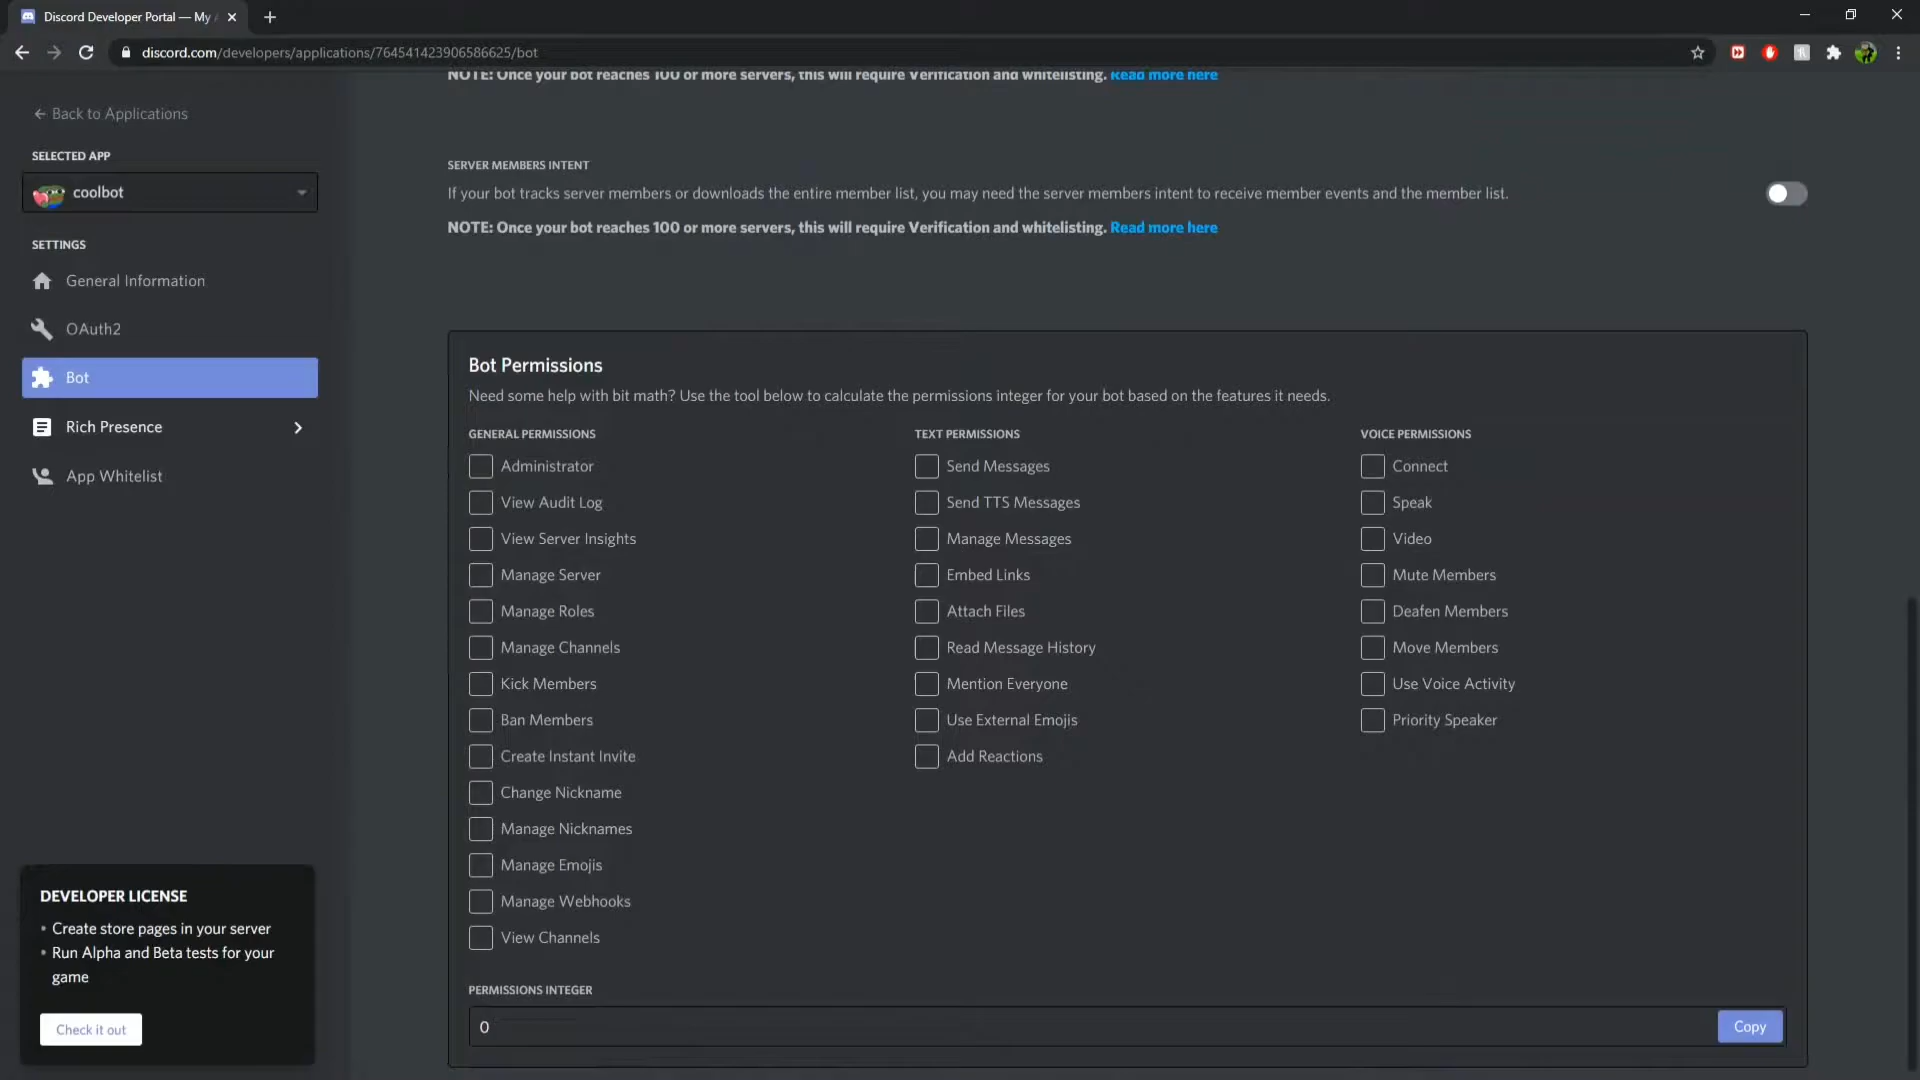 Discord Developer Portal — My
discord.com/developers/applications/764541423906586625/bot
NOTE: Once your bot reaches 100 or more servers, this will require Verification and whitelisting. Read more here
← Back to Applications
SELECTED APP
coolbot
SETTINGS
General Information
OAuth2
Bot
Rich Presence
App Whitelist
SERVER MEMBERS INTENT
If your bot tracks server members or downloads the entire member list, you may need the server members intent to receive member events and the member list.
NOTE: Once your bot reaches 100 or more servers, this will require Verification and whitelisting. Read more here
Bot Permissions
Need some help with bit math? Use the tool below to calculate the permissions integer for your bot based on the features it needs.
GENERAL PERMISSIONS
Administrator
View Audit Log
View Server Insights
Manage Server
Manage Roles
Manage Channels
Kick Members
Ban Members
Create Instant Invite
Change Nickname
Manage Nicknames
Manage Emojis
Manage Webhooks
View Channels
TEXT PERMISSIONS
Send Messages
Send TTS Messages
Manage Messages
Embed Links
Attach Files
Read Message History
Mention Everyone
Use External Emojis
Add Reactions
VOICE PERMISSIONS
Connect
Speak
Video
Mute Members
Deafen Members
Move Members
Use Voice Activity
Priority Speaker
PERMISSIONS INTEGER
0
Copy
DEVELOPER LICENSE
• Create store pages in your server
• Run Alpha and Beta tests for your
game
Check it out